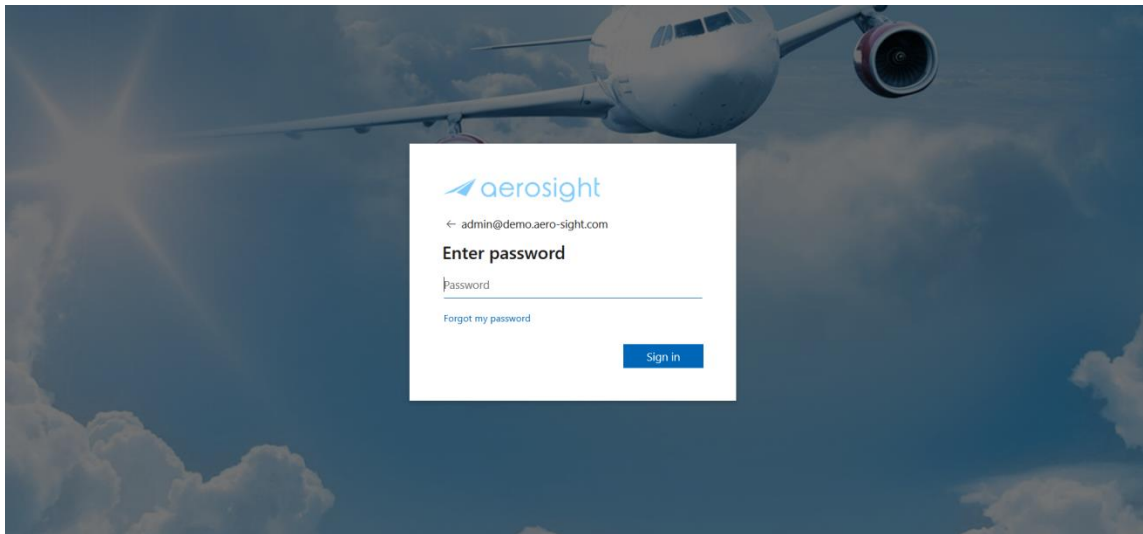 aerosight
← admin@demo.aero-sight.com
Enter password
Password
Forgot my password
Sign in